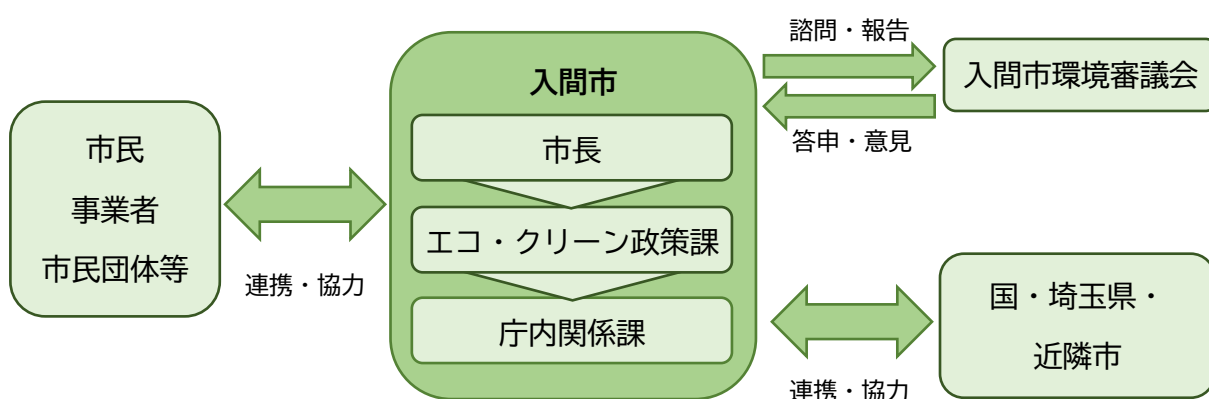 市民
事業者
市民団体等
連携・協力
入間市
市長
エコ・クリーン政策課
庁内関係課
諮問・報告
答申・意見
入間市環境審議会
国・埼玉県・
近隣市
連携・協力